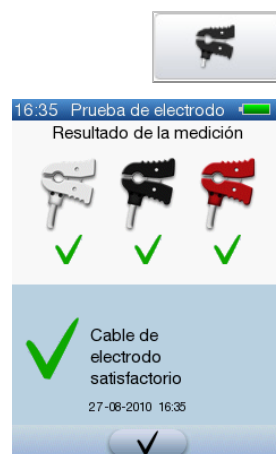 16:35 Prueba de electrodo
Resultado de la medición
Cable de
electrodo
satisfactorio
27-08-2010 16:35